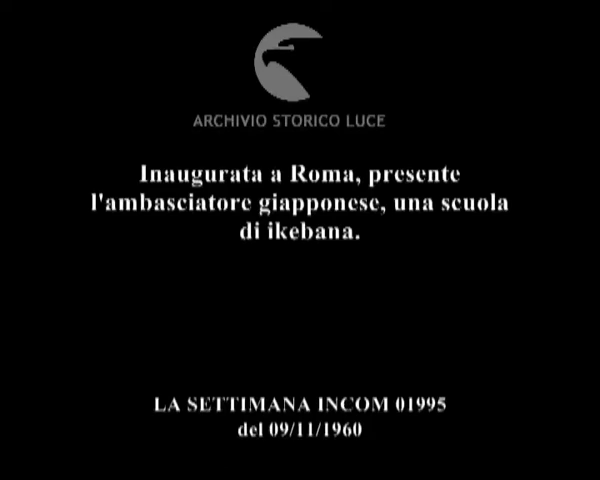 ARCHIVIO STORICO LUCE
Inaugurata a Roma, presente
l'ambasciatore giapponese, una scuola
di ikebana.
LA SETTIMANA INCOM 01995
del 09/11/1960